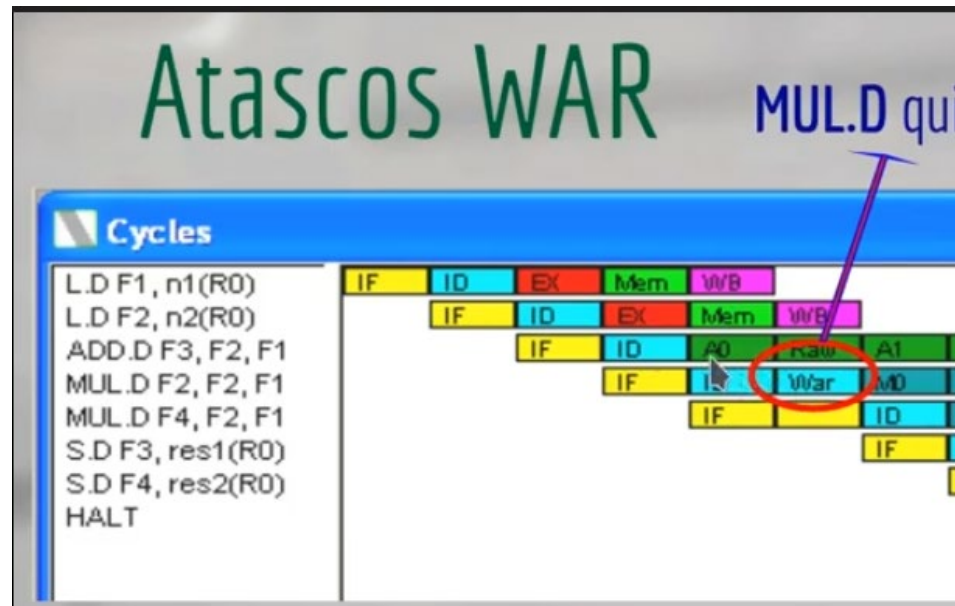 Atascos WAR
MUL.D qui
Cycles
L.D F1, n1(R0)
L.D F2, n2(R0)
ADD.D F3, F2, F1
MUL.D F2, F2, F1
MUL.D F4, F2, F1
S.D F3, res1(R0)
S.D F4, res2(R0)
HALT
IF ID EX Mem WB
IF ID EX Mem WB
IF ID A0 Raw A1
IF War M0
IF ID
IF